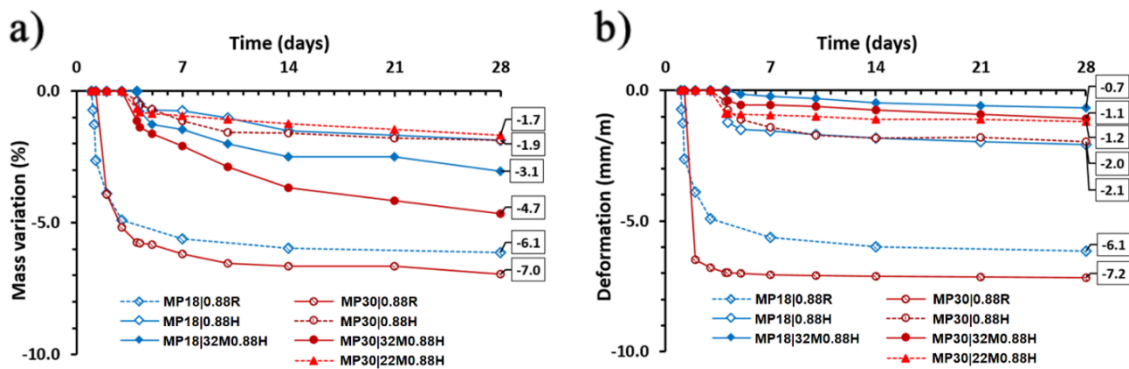 a)
Time (days)
0 7 14 21 28
0.0
-5.0
-10.0
Mass variation (%)
-1.7
-1.9
-3.1
-4.7
-6.1
-7.0
MP18|0.88R MP30|0.88R
MP18|0.88H MP30|0.88H
MP18|32M0.88H MP30|32M0.88H
MP30|22M0.88H
b)
Time (days)
0 7 14 21 28
0.0
-5.0
-10.0
Deformation (mm/m)
-0.7
-1.1
-1.2
-2.0
-2.1
-6.1
-7.2
MP18|0.88R MP30|0.88R
MP18|0.88H MP30|0.88H
MP18|32M0.88H MP30|32M0.88H
MP30|22M0.88H